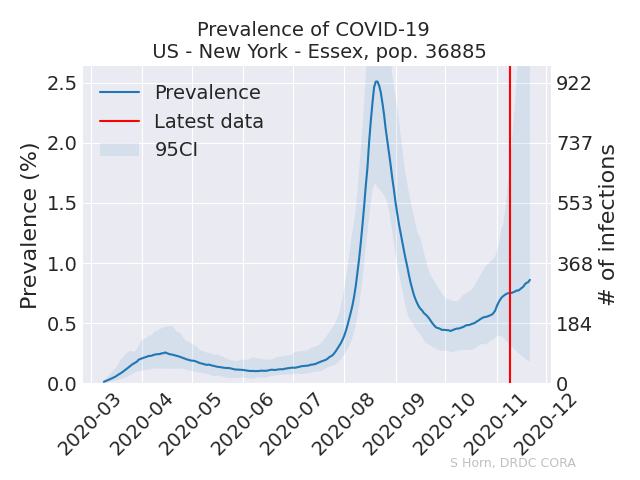 Prevalence of COVID-19
US - New York - Essex, pop. 36885
Prevalence (%)
2.5
2.0
1.5
1.0
0.5
0.0
Prevalence
Latest data
95CI
922
737
553
368
184
0
# of infections
2020-03
2020-04
2020-05
2020-06
2020-07
2020-08
2020-09
2020-10
2020-11
2020-12
S Horn, DRDC CORA